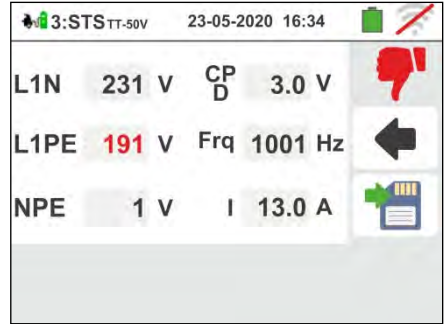 3:STS TT-50V 23-05-2020 16:34
L1N 231 V CP D 3.0 V
L1PE 191 V Frq 1001 Hz
NPE 1 V I 13.0 A